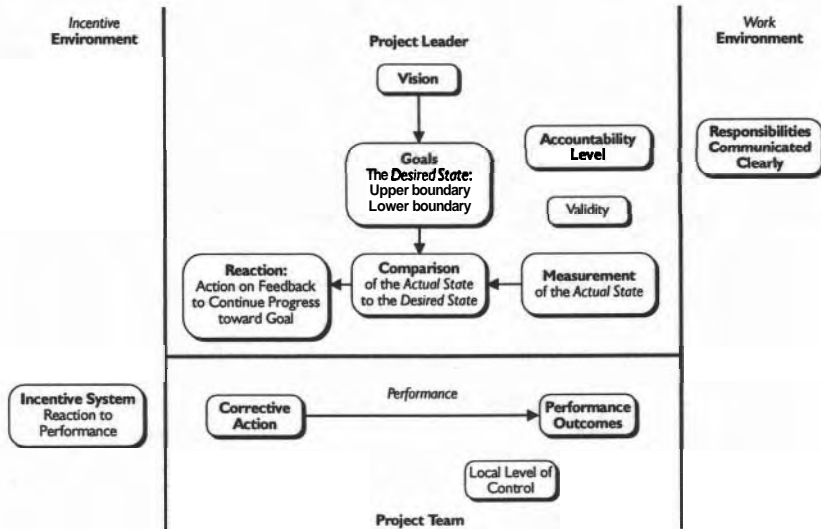 Incentive
Environment
Project Leader
Work
Environment
Vision
Goals
The Desired State:
Upper boundary
Lower boundary
Accountability
Level
Responsibilities
Communicated
Clearly
Validity
Reaction:
Action on Feedback
to Continue Progress
toward Goal
Comparison
of the Actual State
to the Desired State
Measurement
of the Actual State
Incentive System
Reaction to
Performance
Corrective
Action
Performance
Performance
Outcomes
Local Level of
Control
Project Team